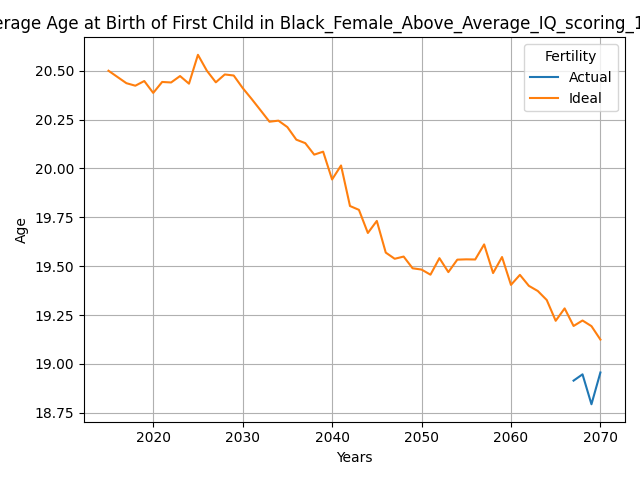 erage Age at Birth of First Child in Black_Female_Above_Average_IQ_scoring_1
Fertility
Actual
Ideal
20.50
20.25
20.00
19.75
19.50
19.25
19.00
18.75
Age
2020 2030 2040 2050 2060 2070
Years